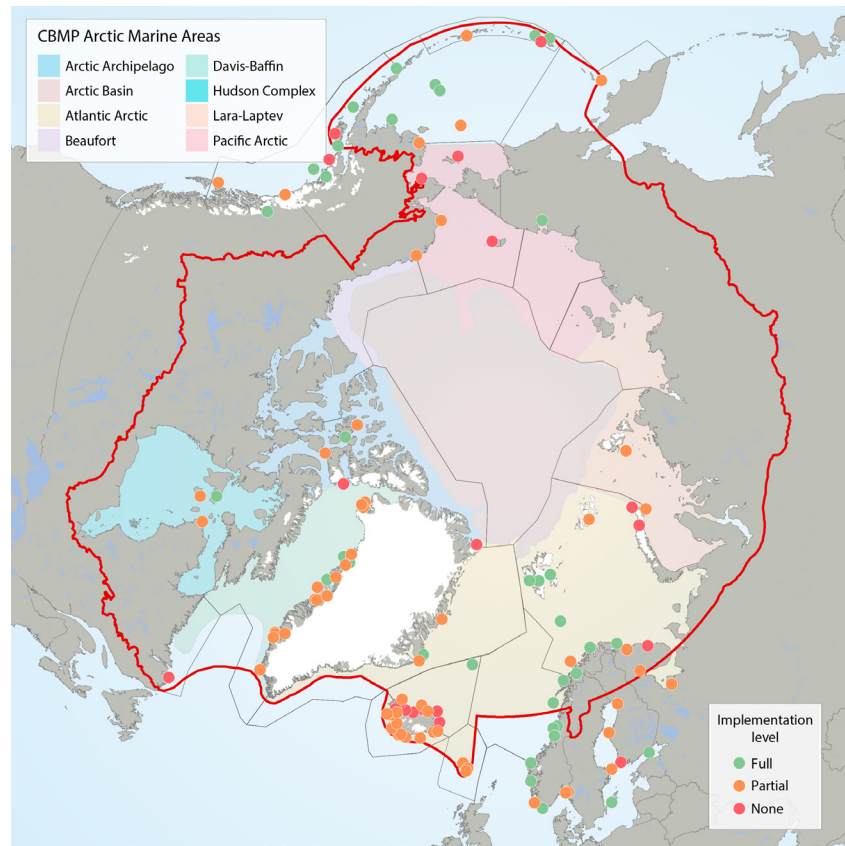 CBMP Arctic Marine Areas
Arctic Archipelago
Arctic Basin
Atlantic Arctic
Beaufort
Davis-Baffin
Hudson Complex
Lara-Laptev
Pacific Arctic
Implementation
level
Full
Partial
None